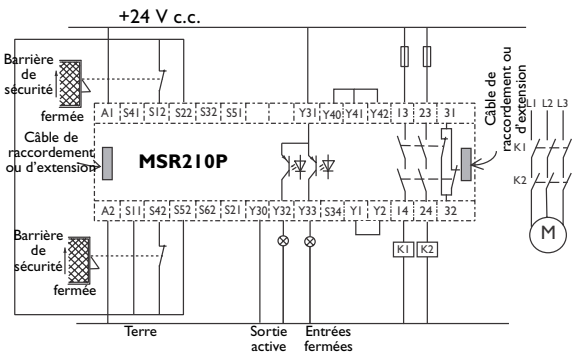 +24 V c.c.
Barrière
de
sécurité
fermée
Câble de
raccordement ou
d'extension
L1 L2 L3
A1 S41 S12 S22 S32 S51 Y31 Y40 Y41 Y42 13 23 31
Câble de
raccordement
ou d'extension
MSR210P
K1
K2
A2 S11 S42 S52 S62 S21 Y30 Y32 Y33 S34 Y1 Y2 14 24 32
Barrière
de
sécurité
fermée
K1 K2
M
Terre
Sortie
active
Entrées
fermées